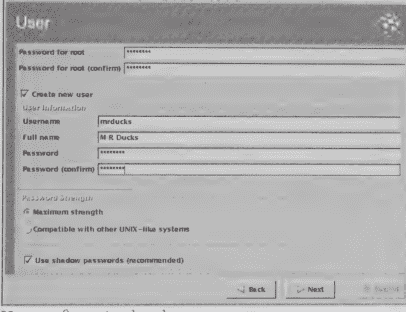 User
Password for root ********
Password for root (confirm) ********
Create new user
User Information
Username mrducks
Full name M R Ducks
Password ********
Password (confirm) ********
Password Strength
Maximum strength
Compatible with other UNIX-like systems
Use shadow passwords (recommended)
Back
Next